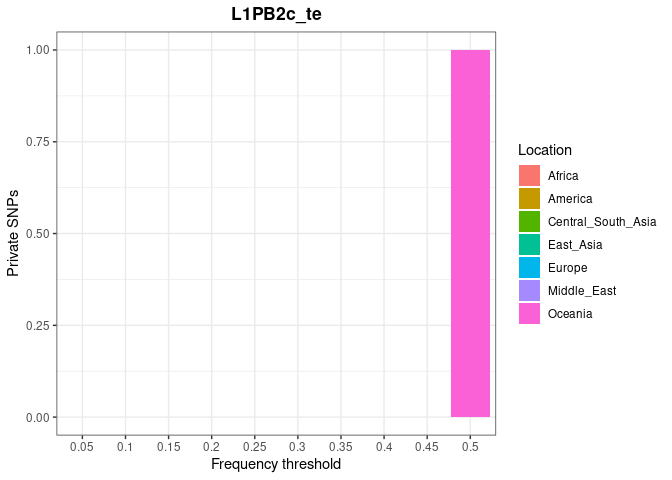 L1PB2c_te
1.00
0.75
0.50
0.25
0.00
Private SNPs
0.05 0.1 0.15 0.2 0.25 0.3 0.35 0.4 0.45 0.5
Frequency threshold
Location
Africa
America
Central_South_Asia
East_Asia
Europe
Middle_East
Oceania